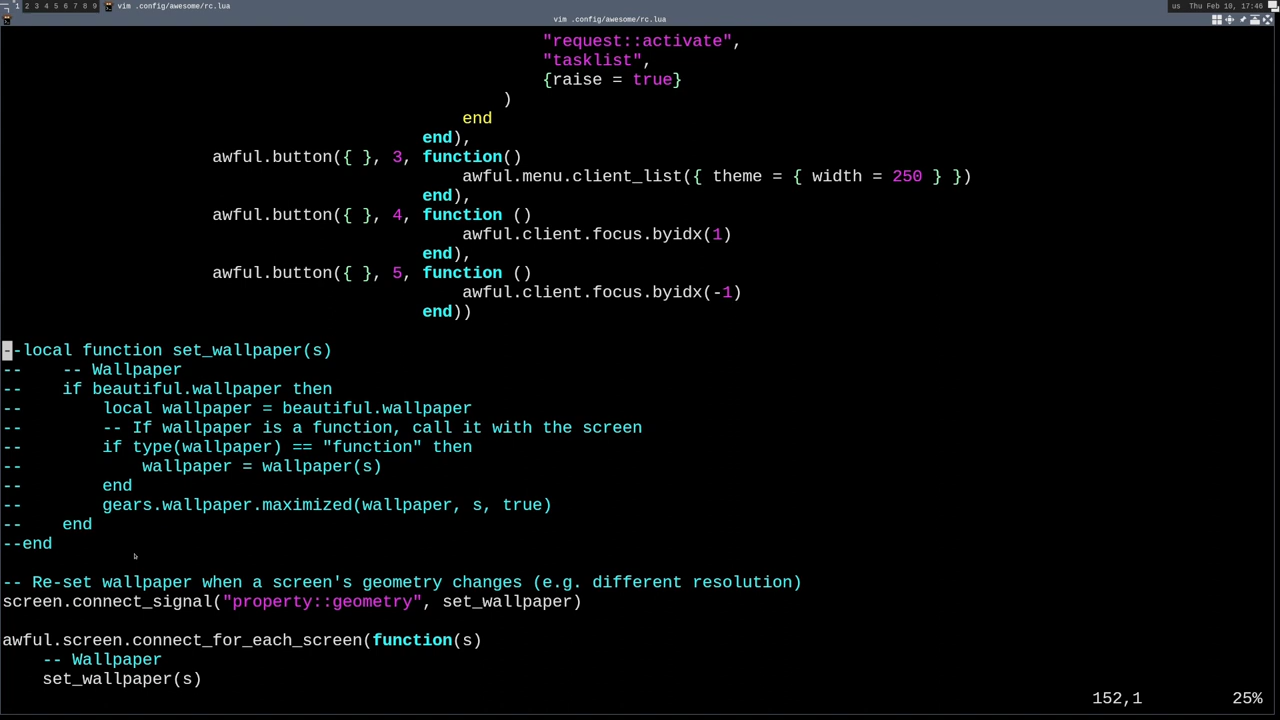 1 2 3 4 5 6 7 8 9 vim .config/awesome/rc.lua us Thu Feb 10, 17:46
vim .config/awesome/rc.lua
"request::activate",
"tasklist",
{raise = true}
)
end
end),
awful.button({ }, 3, function()
awful.menu.client_list({ theme = { width = 250 } })
end),
awful.button({ }, 4, function ()
awful.client.focus.byidx(1)
end),
awful.button({ }, 5, function ()
awful.client.focus.byidx(-1)
end))
--local function set_wallpaper(s)
--    -- Wallpaper
--    if beautiful.wallpaper then
--        local wallpaper = beautiful.wallpaper
--        -- If wallpaper is a function, call it with the screen
--        if type(wallpaper) == "function" then
--            wallpaper = wallpaper(s)
--        end
--        gears.wallpaper.maximized(wallpaper, s, true)
--    end
--end
-- Re-set wallpaper when a screen's geometry changes (e.g. different resolution)
screen.connect_signal("property::geometry", set_wallpaper)
awful.screen.connect_for_each_screen(function(s)
-- Wallpaper
set_wallpaper(s)
152,1 25%